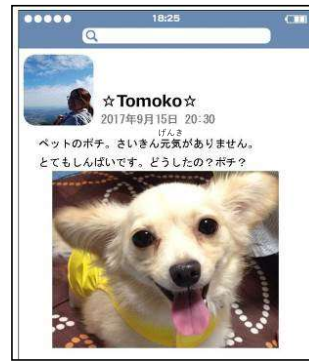 18:25
☆Tomoko☆
2017年9月15日 20:30
げんき
ペットのポチ。さいきん元気がありません。
とてもしんぱいです。どうしたの？ポチ？